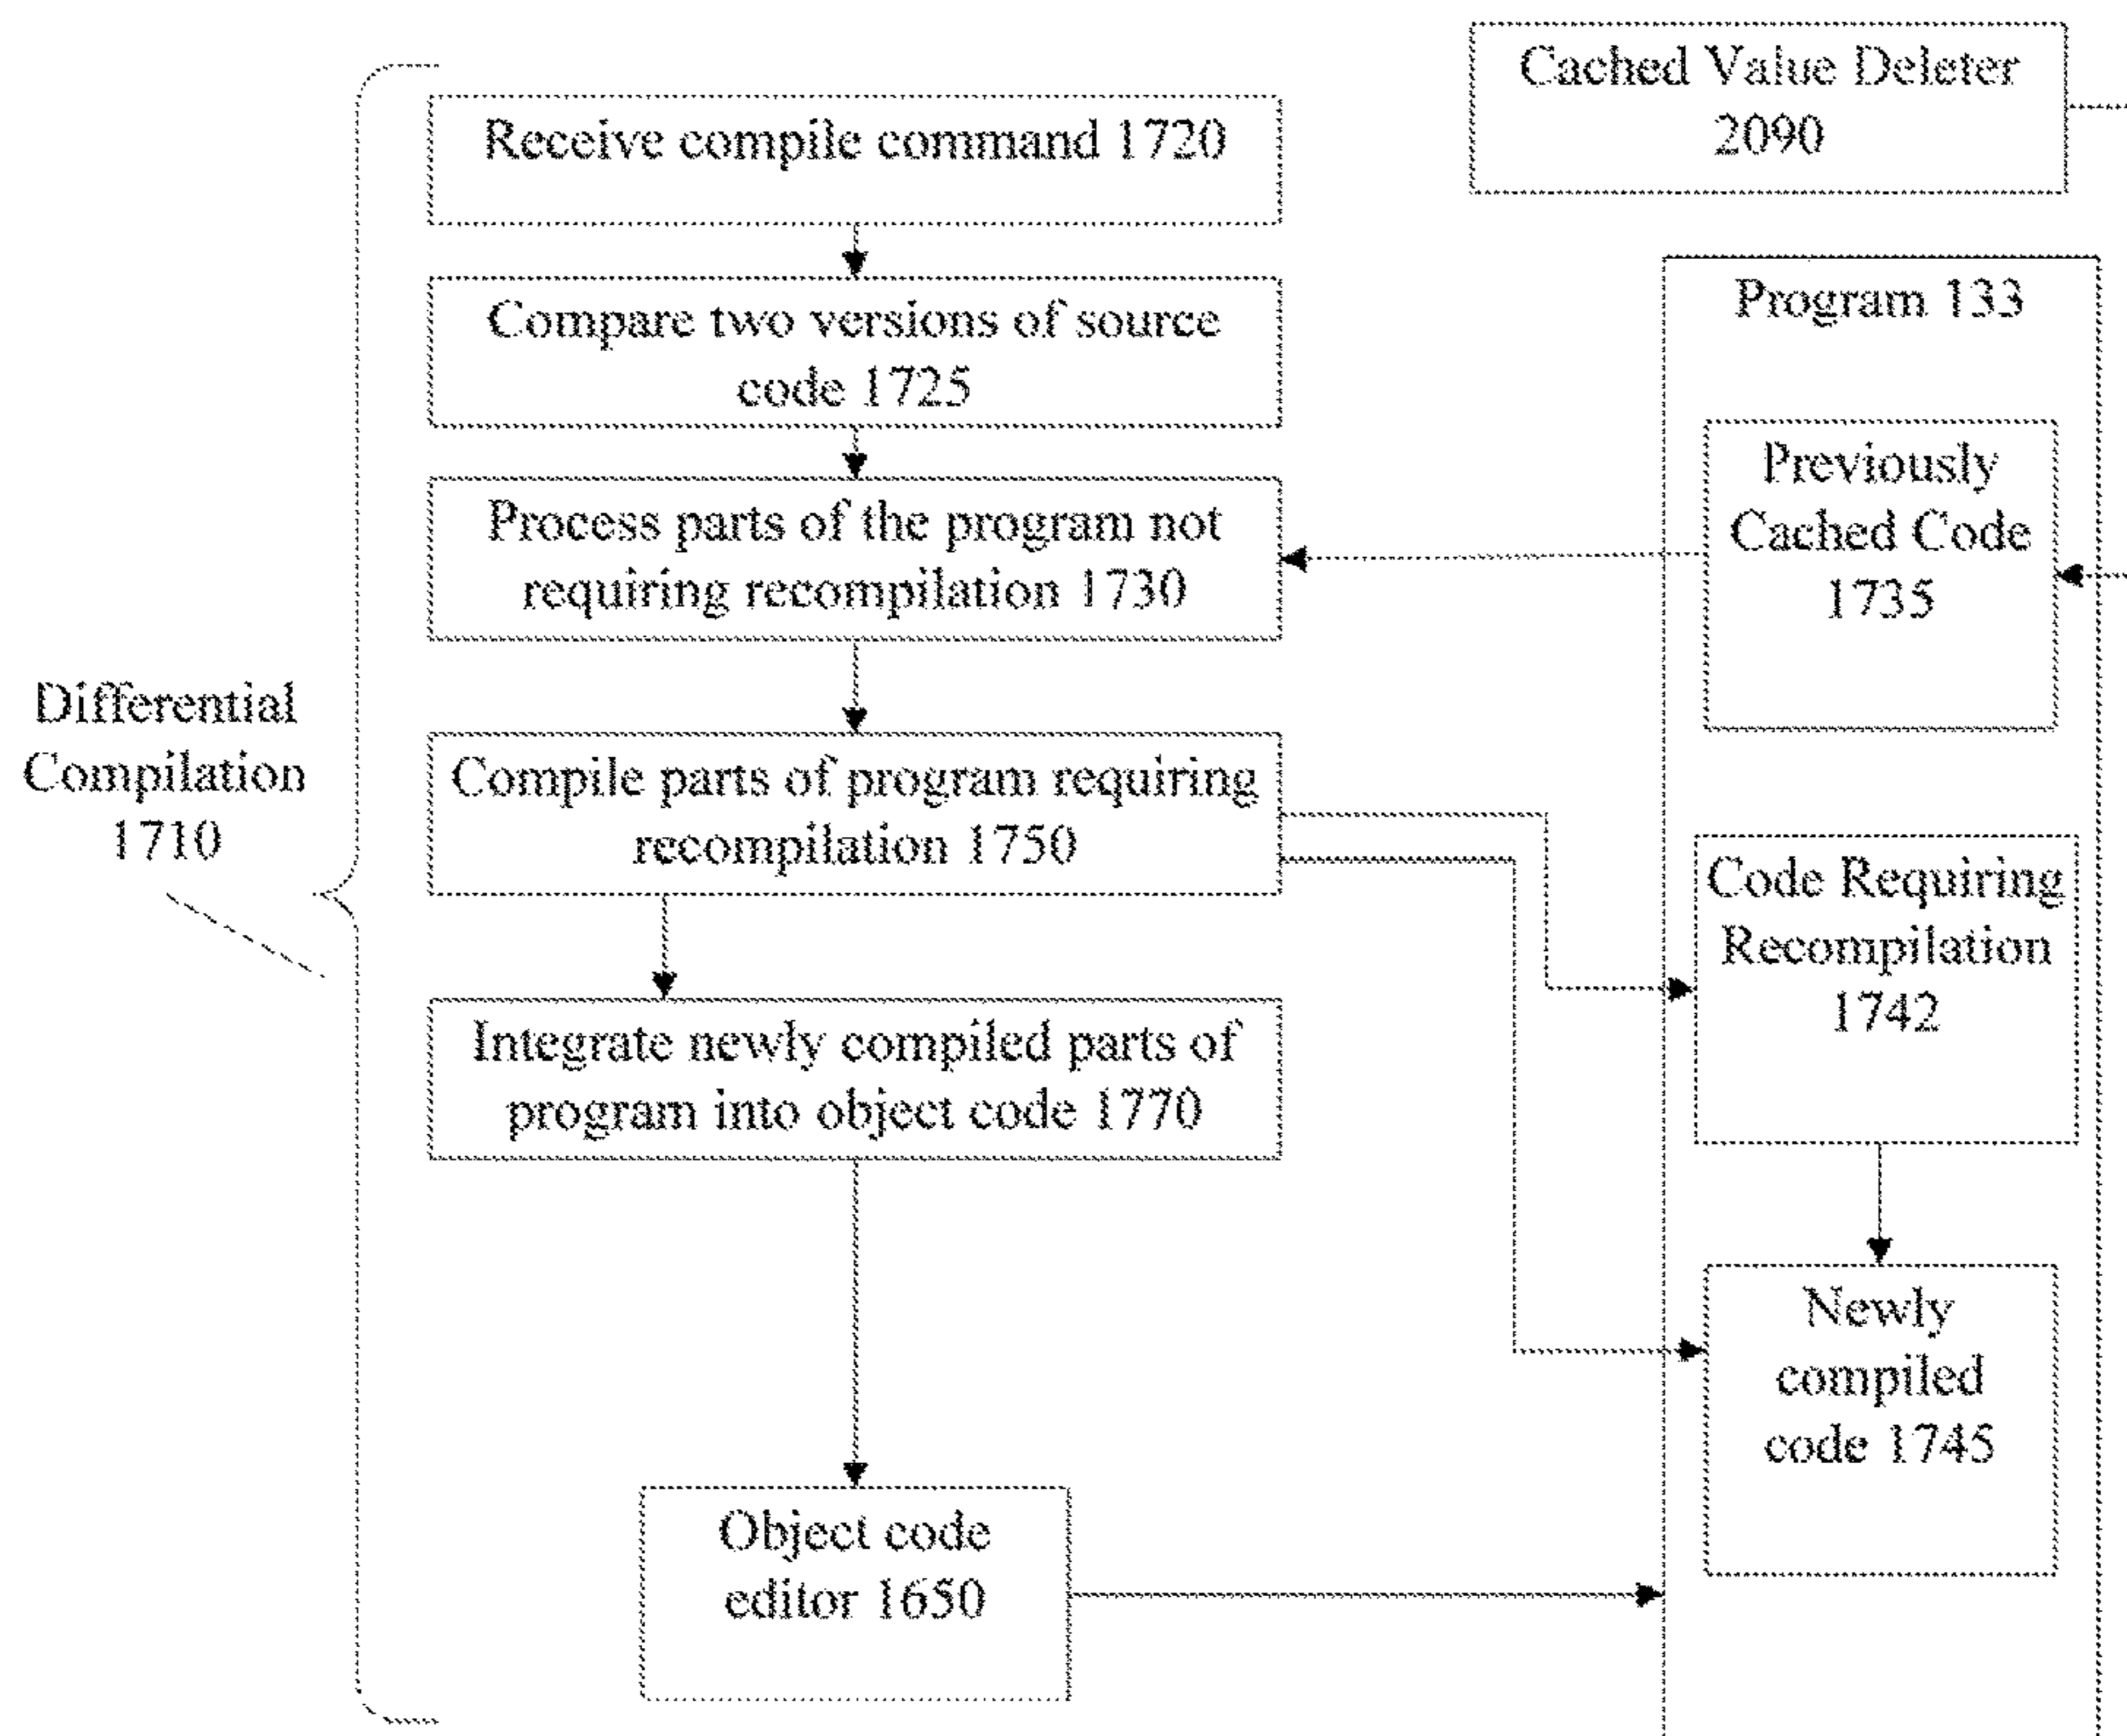 Cached Value Deleter
2090
Receive compile command 1720
Compare two versions of source
code 1725
Process parts of the program not
requiring recompilation 1730
Compile parts of program requiring
recompilation 1750
Integrate newly compiled parts of
program into object code 1770
Object code
editor 1650
Differential
Compilation
1710
Program 133
Previously
Cached Code
1735
Code Requiring
Recompilation
1742
Newly
compiled
code 1745